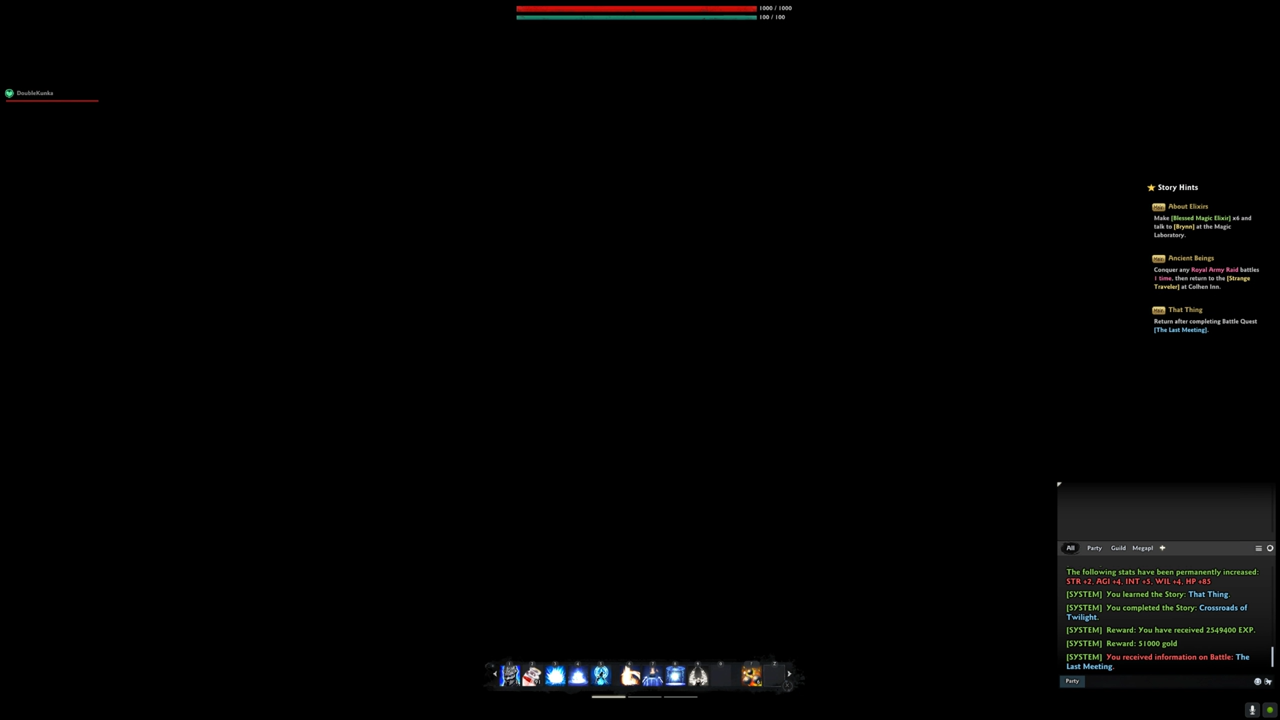 1000 / 1000
100 / 100
DoubleKunka
Story Hints
Main About Elixirs
Make [Blessed Magic Elixir] x6 and
talk to [Brynn] at the Magic
Laboratory.
Main Ancient Beings
Conquer any Royal Army Raid battles
1 time, then return to the [Strange
Traveler] at Colhen Inn.
Main That Thing
Return after completing Battle Quest
[The Last Meeting].
All Party Guild Megapl
The following stats have been permanently increased:
STR +2, AGI +4, INT +5, WIL +4, HP +85
[SYSTEM] You learned the Story: That Thing.
[SYSTEM] You completed the Story: Crossroads of
Twilight.
[SYSTEM] Reward: You have received 2549400 EXP.
[SYSTEM] Reward: 51000 gold
[SYSTEM] You received information on Battle: The
Last Meeting.
Party